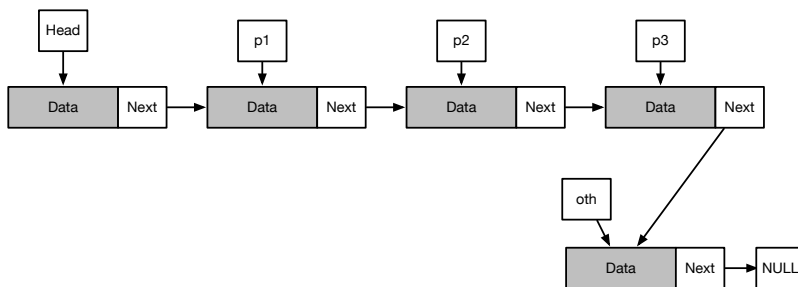 Head
p1
p2
p3
Data Next
Data Next
Data Next
Data Next
oth
Data Next
NULL